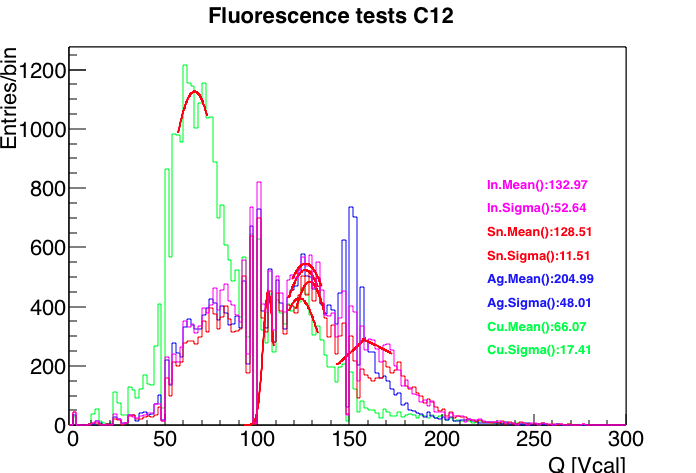 Fluorescence tests C12
Entries/bin
1200
1000
800
600
400
200
0
In.Mean():132.97
In.Sigma():52.64
Sn.Mean():128.51
Sn.Sigma():11.51
Ag.Mean():204.99
Ag.Sigma():48.01
Cu.Mean():66.07
Cu.Sigma():17.41
0 50 100 150 200 250 300
Q [Vcal]